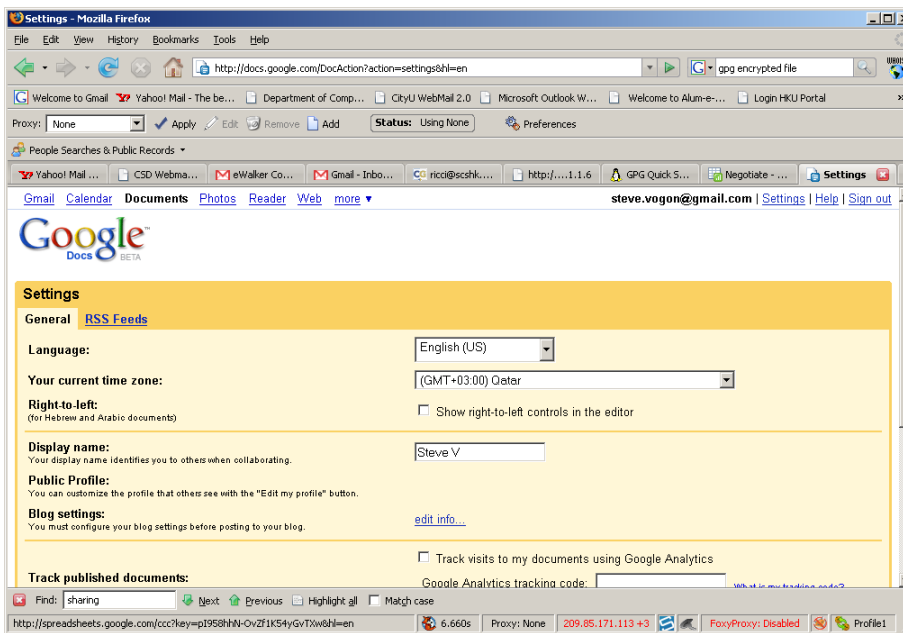 Settings - Mozilla Firefox
File Edit View History Bookmarks Tools Help
http://docs.google.com/DocAction?action=settings&hl=en gpg encrypted file
Welcome to Gmail Yahoo! Mail - The be... Department of Comp... CityU WebMail 2.0 Microsoft Outlook W... Welcome to Alum-e-... Login HKU Portal »
Proxy: None Apply Edit Remove Add Status: Using None Preferences
People Searches & Public Records
Yahoo! Mail ... CSD Webma... eWalker Co... Gmail - Inbo... ricci@scshk.... http:/....1.1.6 GPG Quick S... Negotiate - ... Settings
Gmail Calendar Documents Photos Reader Web more ▼ steve.vogon@gmail.com | Settings | Help | Sign out
Google™
Docs BETA
Settings
General RSS Feeds
Language: English (US)
Your current time zone: (GMT+03:00) Qatar
Right-to-left:
(for Hebrew and Arabic documents) Show right-to-left controls in the editor
Display name: Steve V
Your display name identifies you to others when collaborating.
Public Profile:
You can customize the profile that others see with the "Edit my profile" button.
Blog settings: edit info...
You must configure your blog settings before posting to your blog.
Track visits to my documents using Google Analytics
Track published documents: Google Analytics tracking code: What is my tracking code?
Find: sharing Next Previous Highlight all Match case
http://spreadsheets.google.com/ccc?key=pI958hhN-OvZf1K54yGvTXw&hl=en 6.660s Proxy: None 209.85.171.113 +3 FoxyProxy: Disabled Profile1